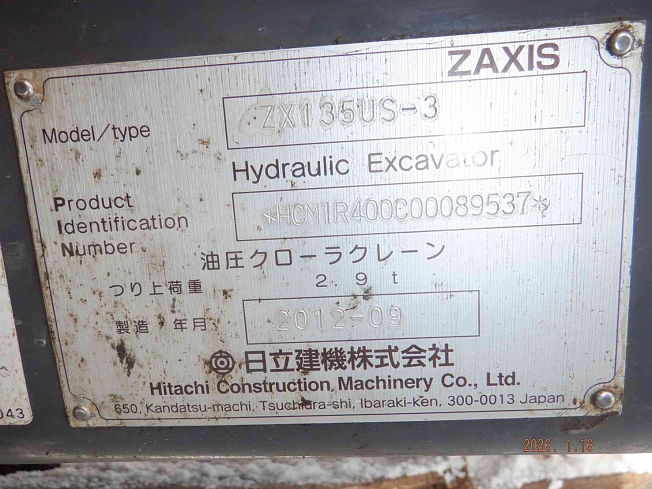 ZAXIS
Model/type ZX135US-3
Hydraulic Excavator
Product
Identification
Number
*HCM1R400C00089537*
油圧クローラクレーン
つり上荷重 2.9t
製造 年月 2012-09
日立建機株式会社
Hitachi Construction Machinery Co., Ltd.
650, Kandatsu-machi, Tsuchiura-shi, Ibaraki-ken, 300-0013 Japan
043
2026. 1.16